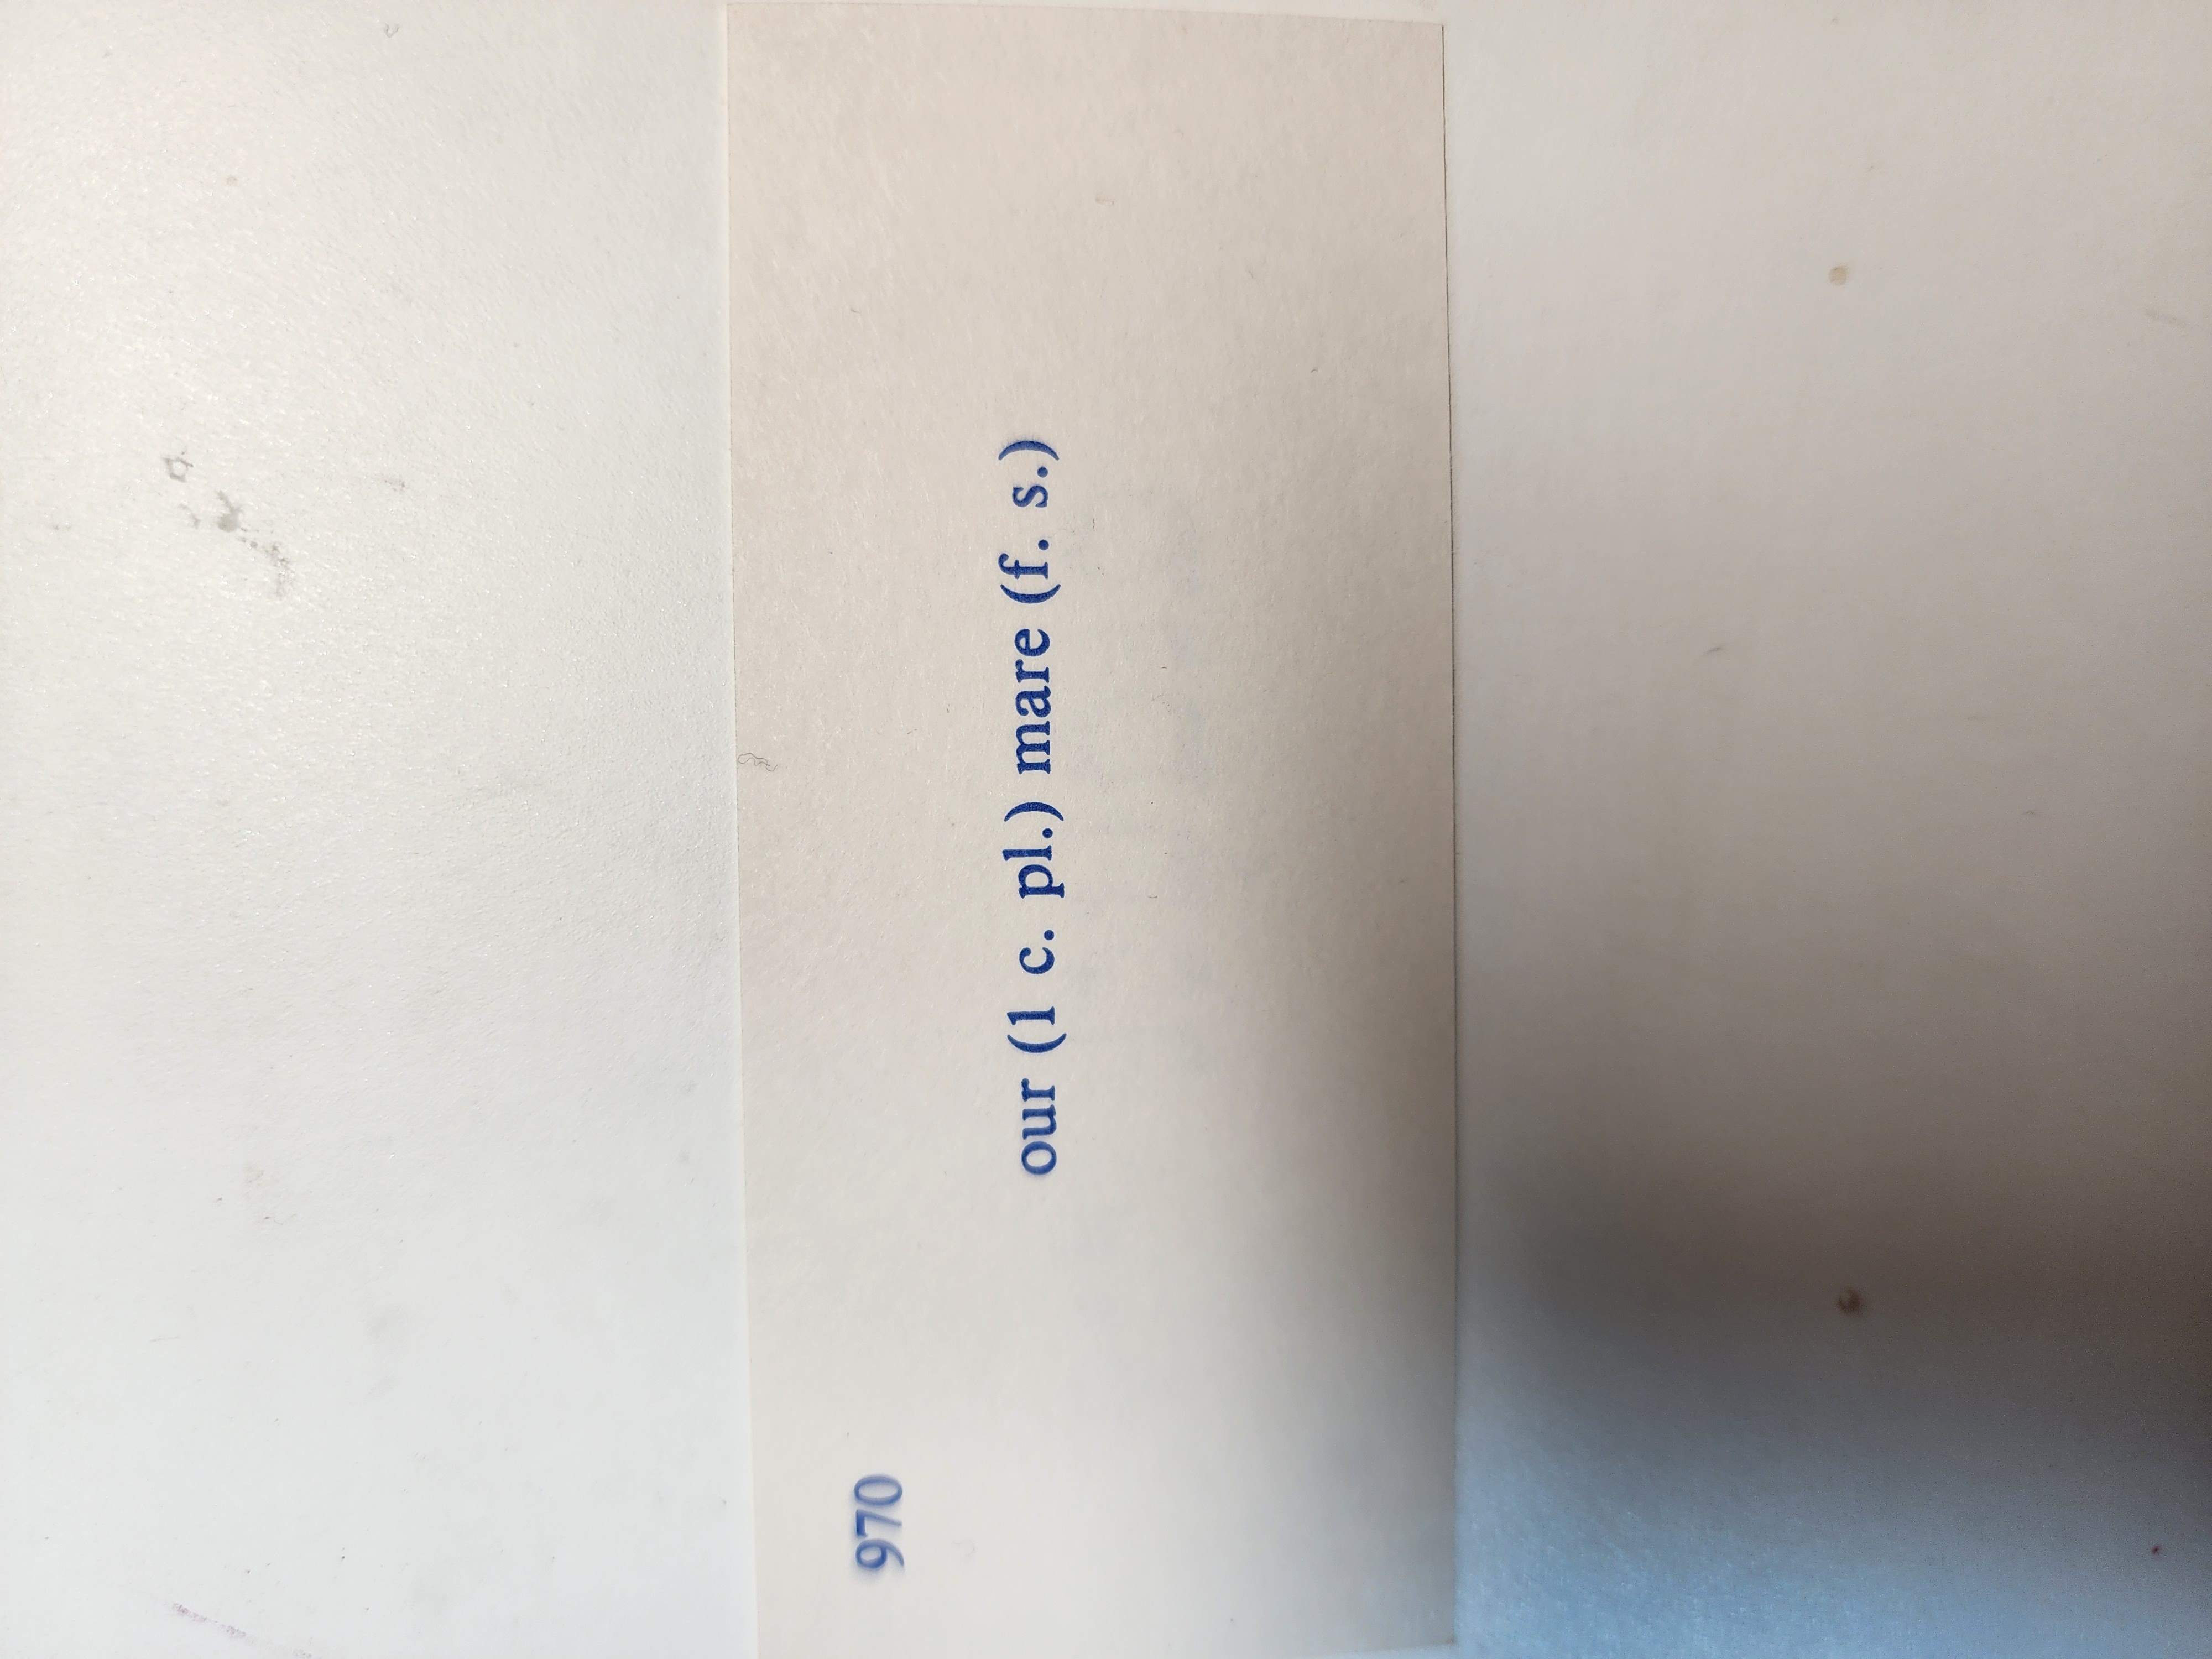 970
our (1 c. pl.) mare (f. s.)